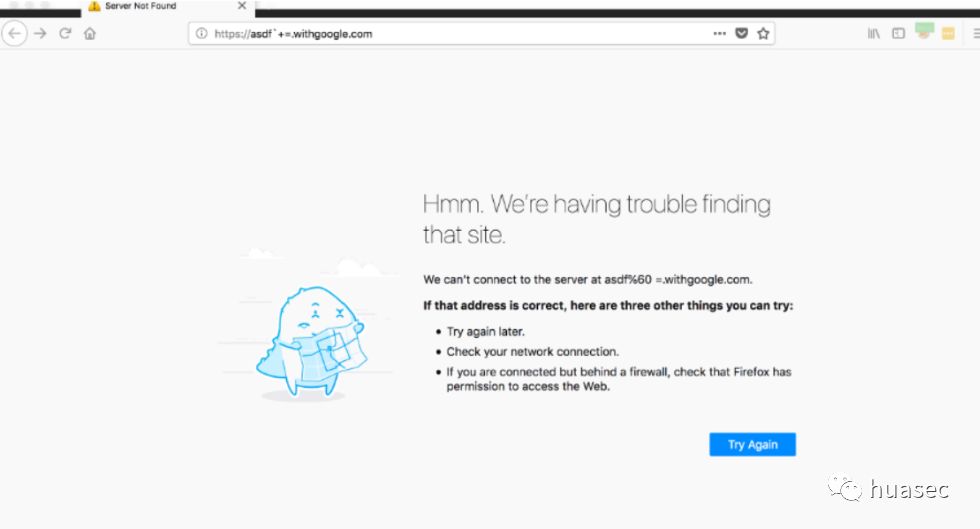 Server Not Found
https://asdf`+=.withgoogle.com
Hmm. We're having trouble finding
that site.
We can't connect to the server at asdf%60 =.withgoogle.com.
If that address is correct, here are three other things you can try:
Try again later.
Check your network connection.
If you are connected but behind a firewall, check that Firefox has
permission to access the Web.
Try Again
huasec